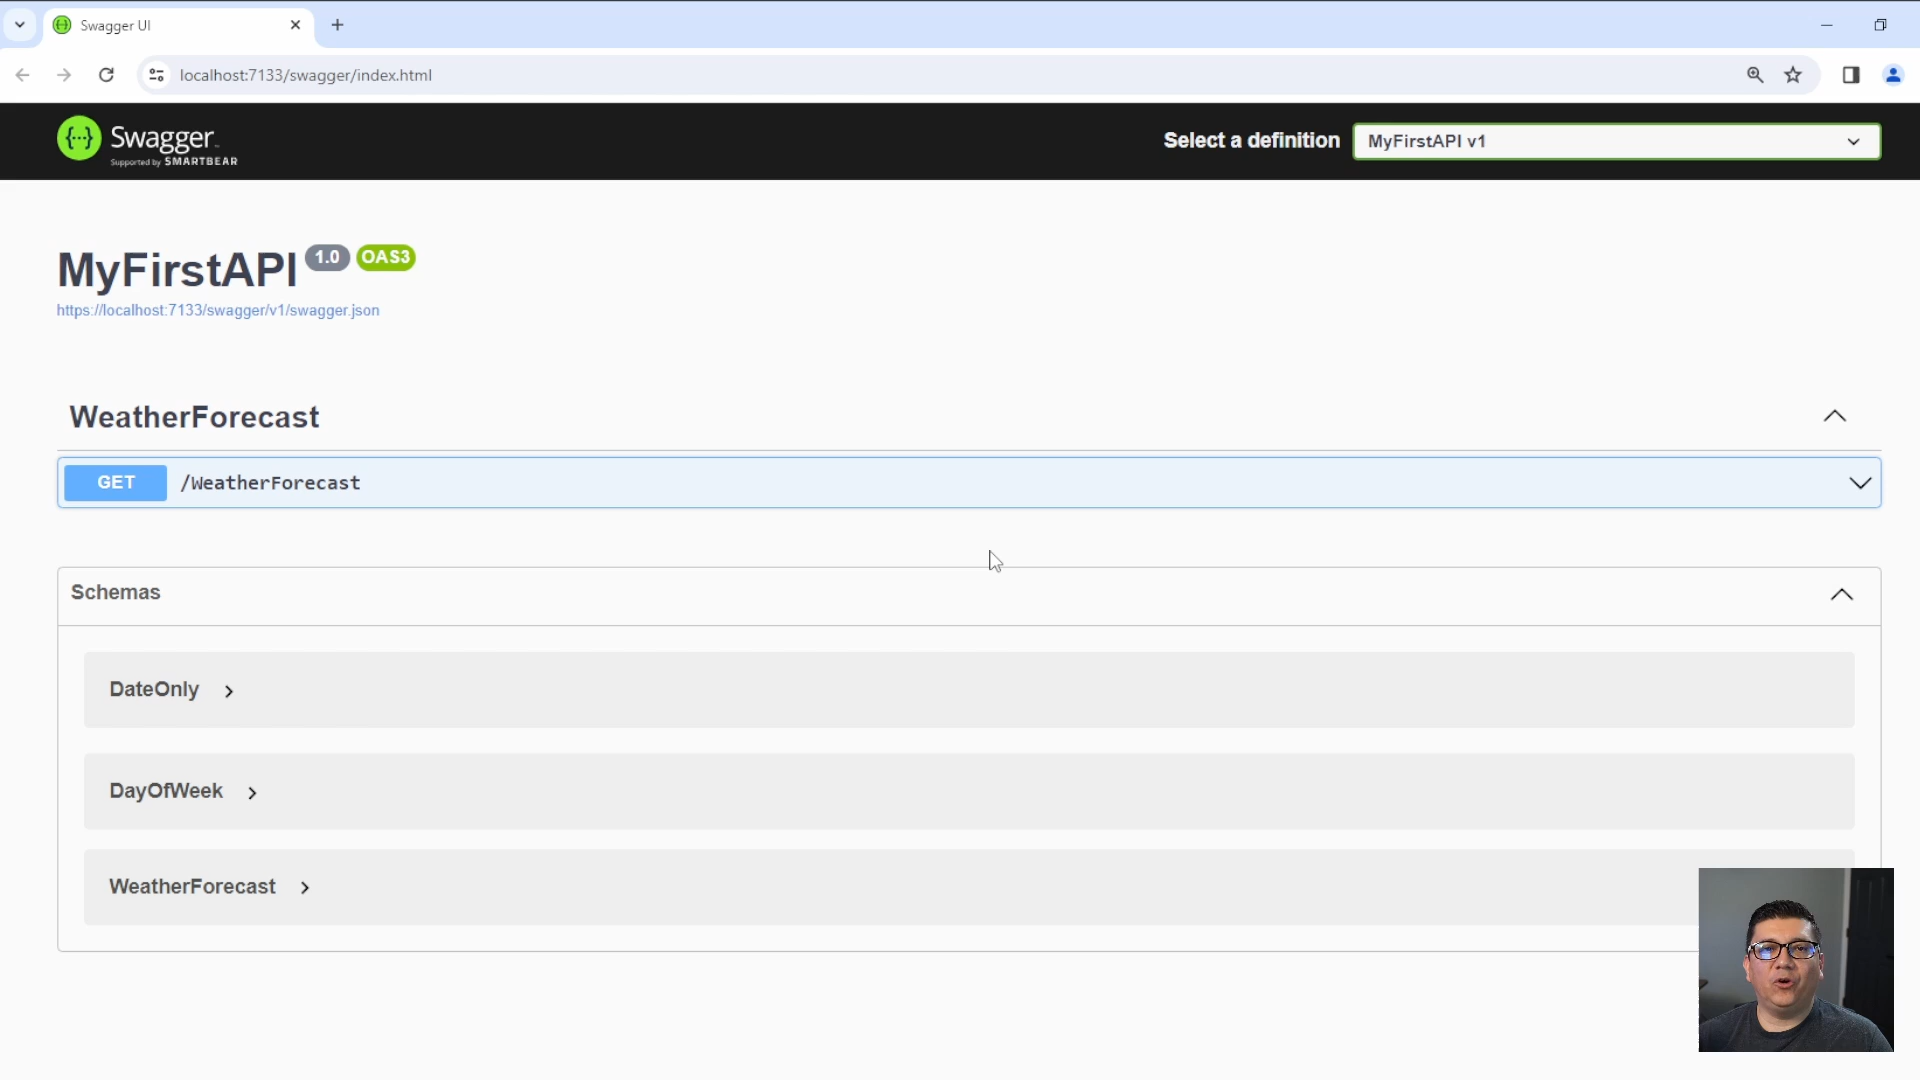 Swagger UI
localhost:7133/swagger/index.html
{...} Swagger
Supported by SMARTBEAR
Select a definition
MyFirstAPI v1
MyFirstAPI 1.0 OAS3
https://localhost:7133/swagger/v1/swagger.json
WeatherForecast
GET /WeatherForecast
Schemas
DateOnly
DayOfWeek
WeatherForecast